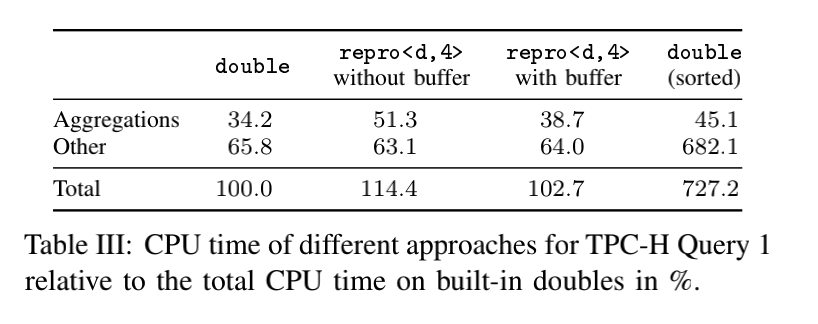 double repro<d,4> without buffer repro<d,4> with buffer double (sorted)
Aggregations 34.2 51.3 38.7 45.1
Other 65.8 63.1 64.0 682.1
Total 100.0 114.4 102.7 727.2
Table III: CPU time of different approaches for TPC-H Query 1
relative to the total CPU time on built-in doubles in %.